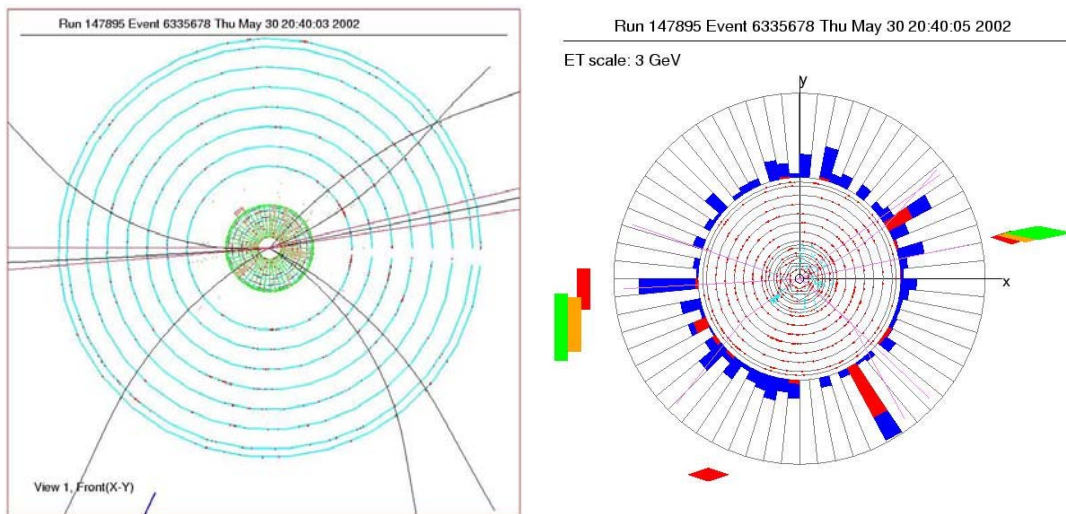 Run 147895 Event 6335678 Thu May 30 20:40:03 2002
View 1, Front(X-Y)
Run 147895 Event 6335678 Thu May 30 20:40:05 2002
ET scale: 3 GeV
y
x